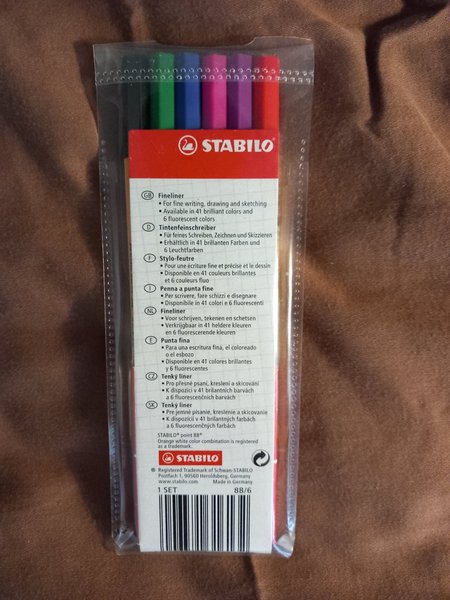 STABILO
GB Fineliner
• For fine writing, drawing and sketching
• Available in 41 brilliant colors and
6 fluorescent colors
D Tintenfeinschreiber
• Für feines Schreiben, Zeichnen und Skizzieren
• Erhältlich in 41 brillanten Farben und
6 Leuchtfarben
F Stylo-feutre
• Pour une écriture fine et précise et le dessin
• Disponible en 41 couleurs brillantes
et 6 couleurs fluo
I Penna a punta fine
• Per scrivere, fare schizzi e disegnare
• Disponibile in 41 colori e 6 fluorescenti
NL Fineliner
• Voor schrijven, tekenen en schetsen
• Verkrijgbaar in 41 heldere kleuren
en 6 fluorescerende kleuren
E Punta fina
• Para una escritura fina, el coloreado
o el esbozo
• Disponible en 41 colores brillantes
y 6 fluorescentes
CZ Tenký liner
• Pro přesné psaní, kreslení a skicování
• K dispozici v 41 briliantních barvách
a 6 fluorescenčních barvách
SK Tenký liner
• Pre jemné písanie, kreslenie a skicovanie
• K dispozícii v 41 briliantných farbách
a 6 fluorescenčných farbách
STABILO® point 88®
Orange white color combination is registered
as a trademark.
STABILO
® Registered Trademark of Schwan-STABILO
Postfach 1, 90560 Heroldsberg, Germany
www.stabilo.com Made in Germany
1 SET 88/6